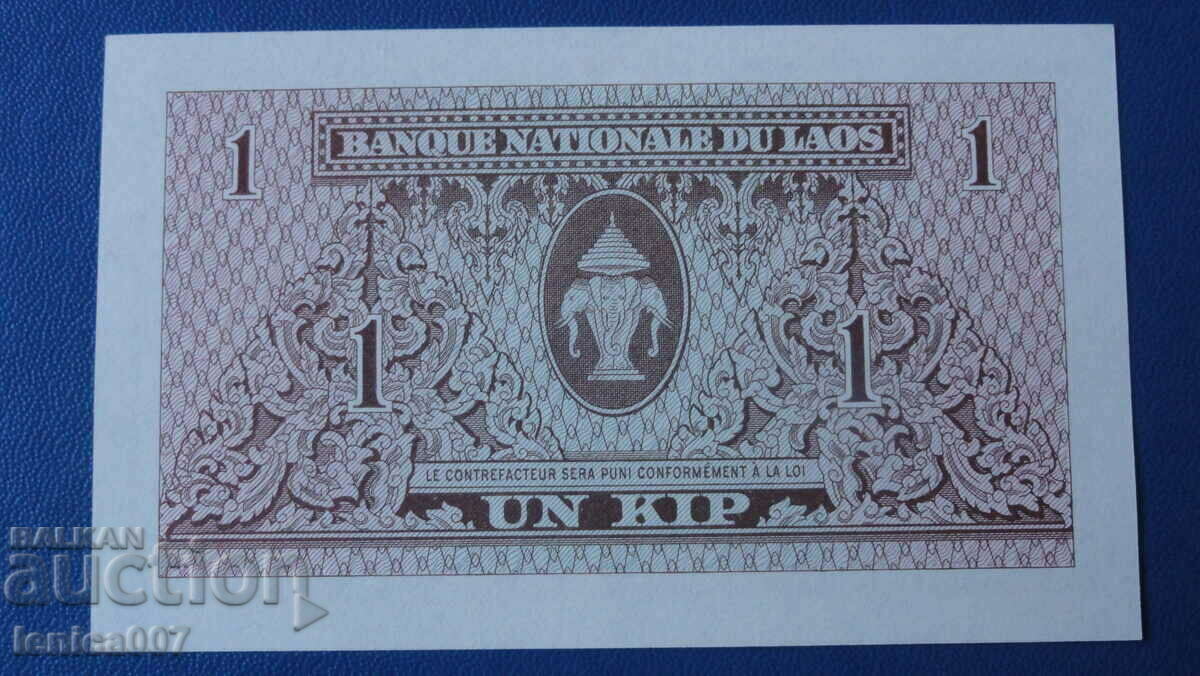 BANQUE NATIONALE DU LAOS
1 1
1 1
LE CONTREFACTEUR SERA PUNI CONFORMÉMENT À LA LOI
UN KIP
BALKAN
auction
lenica007